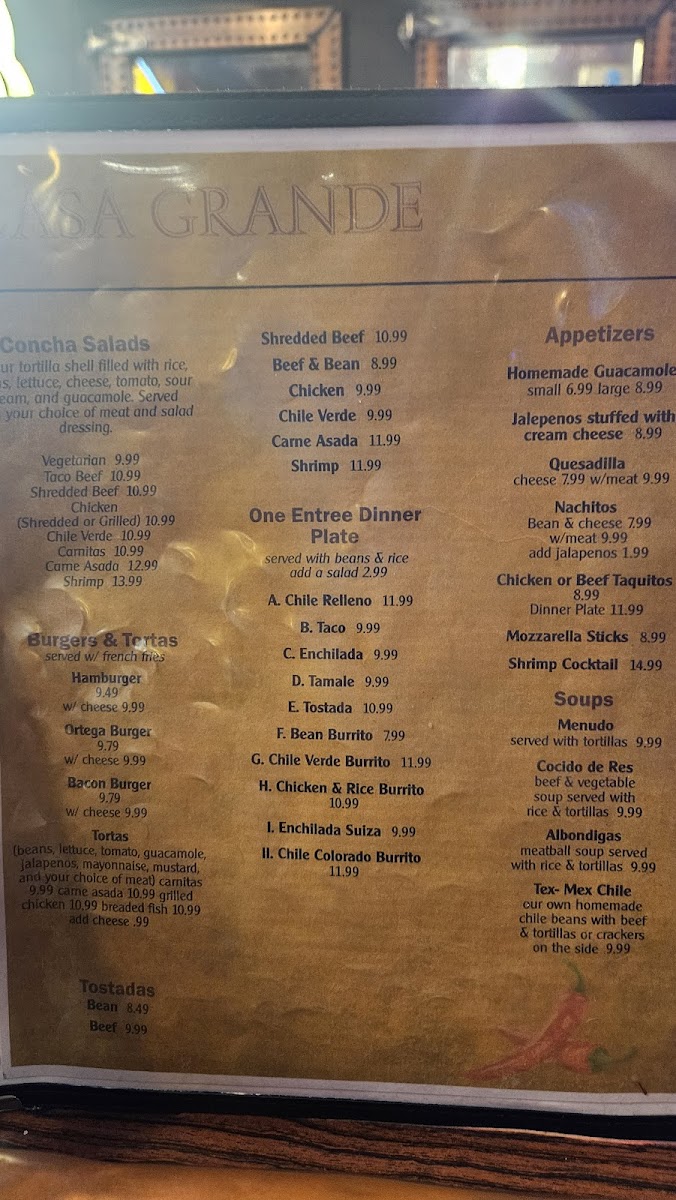 CASA GRANDE
Concha Salads
ur tortilla shell filled with rice,
s, lettuce, cheese, tomato, sour
eam, and guacamole. Served
your choice of meat and salad
dressing.
Vegetarian 9.99
Taco Beef 10.99
Shredded Beef 10.99
Chicken
(Shredded or Grilled) 10.99
Chile Verde 10.99
Carnitas 10.99
Carne Asada 12.99
Shrimp 13.99
Burgers & Tortas
served w/ french fries
Hamburger
9.49
w/ cheese 9.99
Ortega Burger
9.79
w/ cheese 9.99
Bacon Burger
9.79
w/ cheese 9.99
Tortas
(beans, lettuce, tomato, guacamole,
jalapenos, mayonnaise, mustard,
and your choice of meat) carnitas
9.99 carne asada 10.99 grilled
chicken 10.99 breaded fish 10.99
add cheese .99
Tostadas
Bean 8.49
Beef 9.99
Shredded Beef 10.99
Beef & Bean 8.99
Chicken 9.99
Chile Verde 9.99
Carne Asada 11.99
Shrimp 11.99
One Entree Dinner
Plate
served with beans & rice
add a salad 2.99
A. Chile Relleno 11.99
B. Taco 9.99
C. Enchilada 9.99
D. Tamale 9.99
E. Tostada 10.99
F. Bean Burrito 7.99
G. Chile Verde Burrito 11.99
H. Chicken & Rice Burrito
10.99
I. Enchilada Suiza 9.99
II. Chile Colorado Burrito
11.99
Appetizers
Homemade Guacamole
small 6.99 large 8.99
Jalepenos stuffed with
cream cheese 8.99
Quesadilla
cheese 7.99 w/meat 9.99
Nachitos
Bean & cheese 7.99
w/meat 9.99
add jalapenos 1.99
Chicken or Beef Taquitos
8.99
Dinner Plate 11.99
Mozzarella Sticks 8.99
Shrimp Cocktail 14.99
Soups
Menudo
served with tortillas 9.99
Cocido de Res
beef & vegetable
soup served with
rice & tortillas 9.99
Albondigas
meatball soup served
with rice & tortillas 9.99
Tex- Mex Chile
our own homemade
chile beans with beef
& tortillas or crackers
on the side 9.99